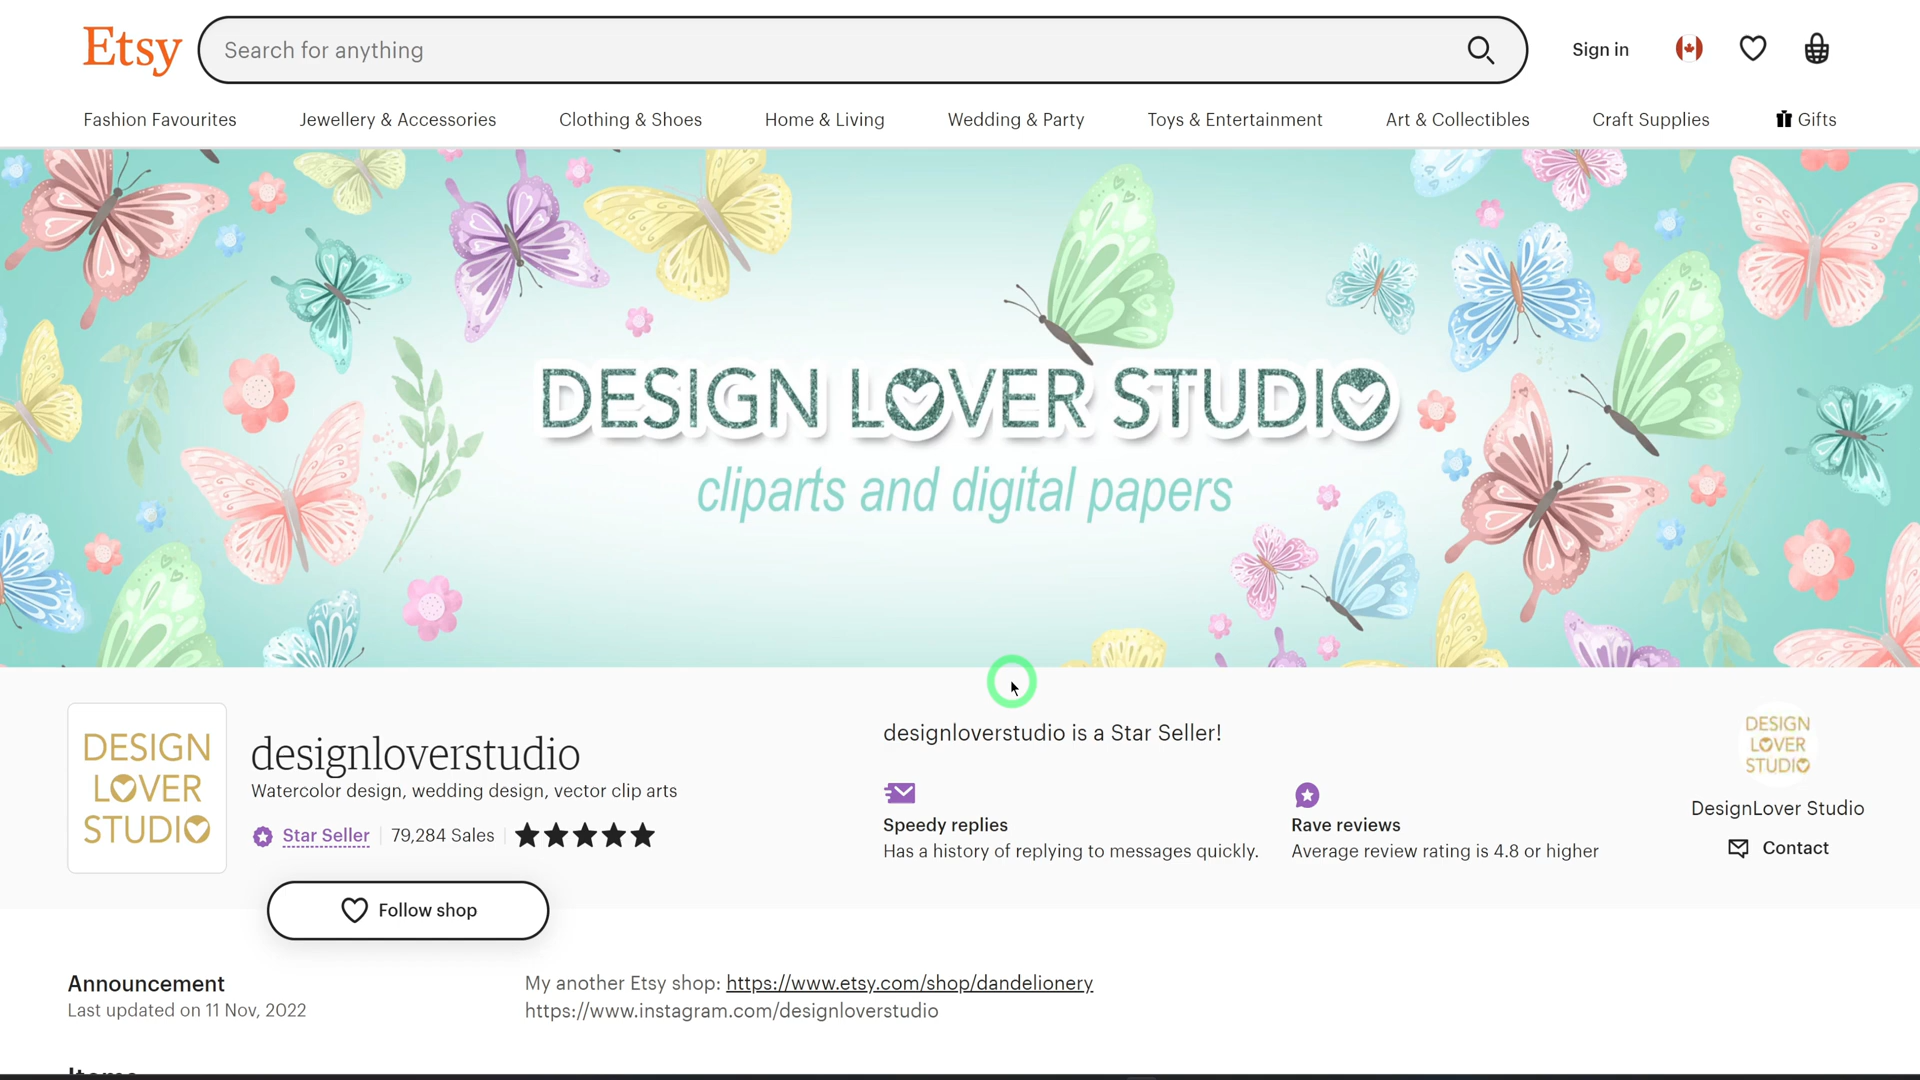 Etsy
Search for anything
Sign in
Fashion Favourites
Jewellery & Accessories
Clothing & Shoes
Home & Living
Wedding & Party
Toys & Entertainment
Art & Collectibles
Craft Supplies
Gifts
DESIGN LOVER STUDIO
cliparts and digital papers
DESIGN
LOVER
STUDIO
designloverstudio
Watercolor design, wedding design, vector clip arts
Star Seller
79,284 Sales
Follow shop
designloverstudio is a Star Seller!
Speedy replies
Has a history of replying to messages quickly.
Rave reviews
Average review rating is 4.8 or higher
DESIGN
LOVER
STUDIO
DesignLover Studio
Contact
Announcement
Last updated on 11 Nov, 2022
My another Etsy shop: https://www.etsy.com/shop/dandelionery
https://www.instagram.com/designloverstudio